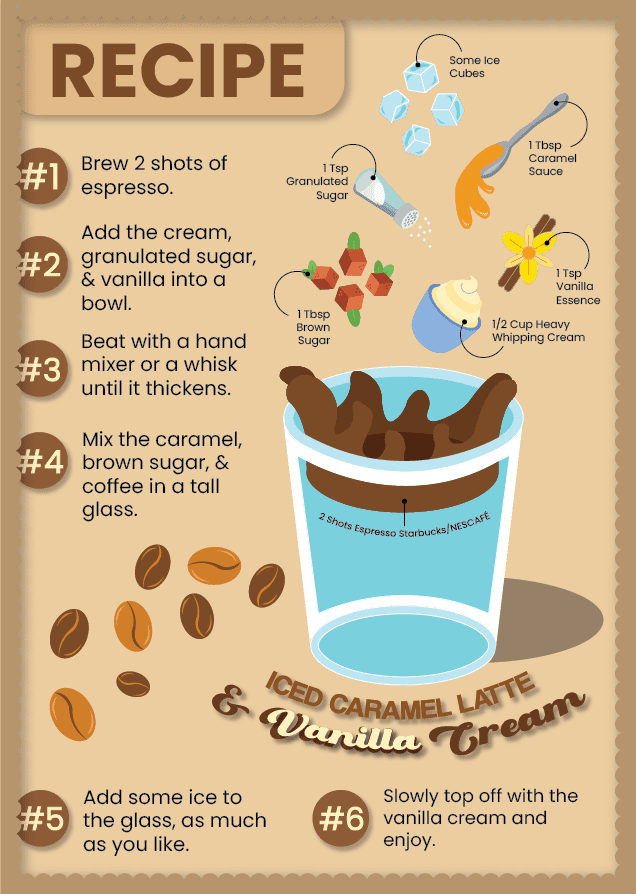 RECIPE
Some Ice
Cubes
1 Tbsp
Caramel
Sauce
1 Tsp
Granulated
Sugar
1 Tsp
Vanilla
Essence
1 Tbsp
Brown
Sugar
1/2 Cup Heavy
Whipping Cream
#1
Brew 2 shots of
espresso.
#2
Add the cream,
granulated sugar,
& vanilla into a
bowl.
#3
Beat with a hand
mixer or a whisk
until it thickens.
#4
Mix the caramel,
brown sugar, &
coffee in a tall
glass.
2 Shots Espresso Starbucks/NESCAFÉ
ICED CARAMEL LATTE
& Vanilla Cream
#5
Add some ice to
the glass, as much
as you like.
#6
Slowly top off with the
vanilla cream and
enjoy.